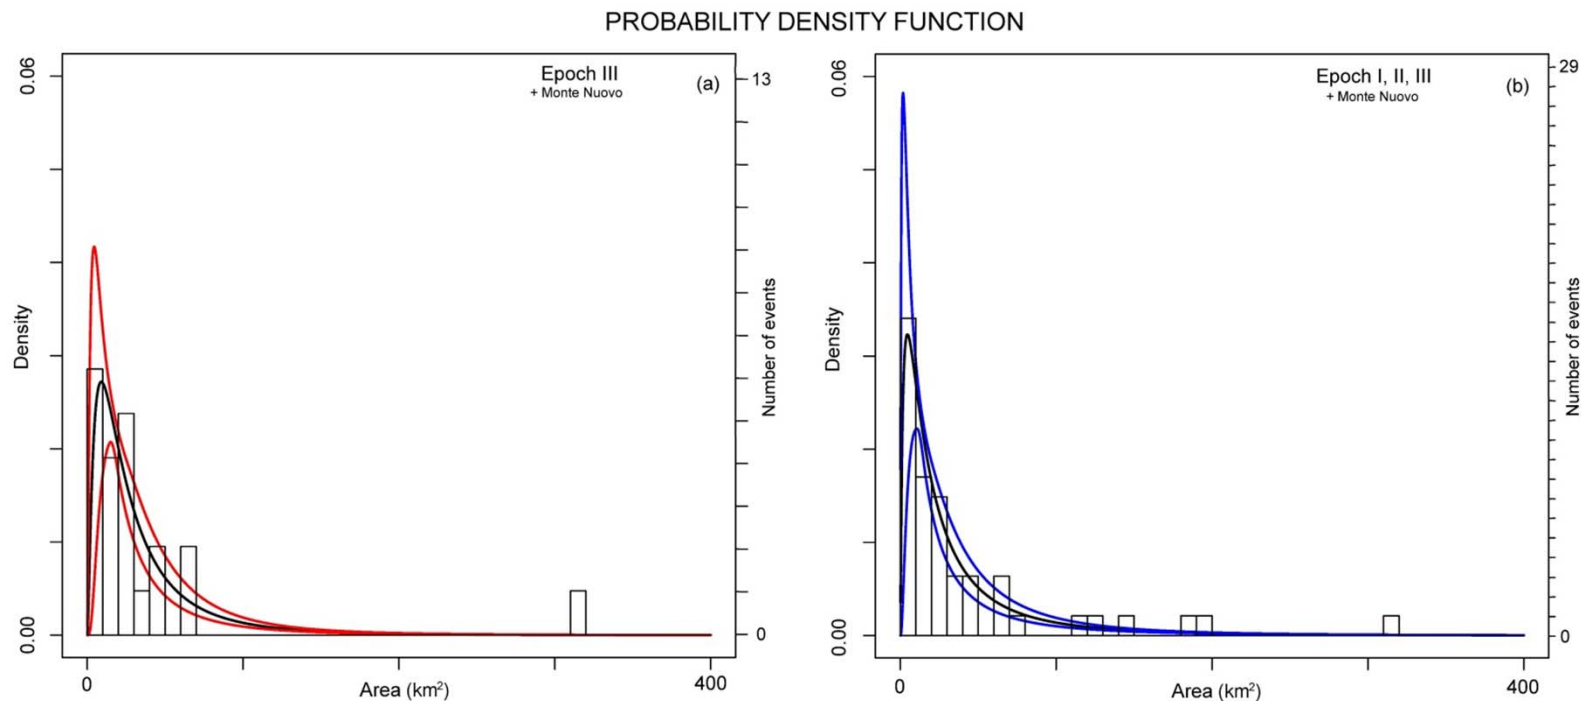 PROBABILITY DENSITY FUNCTION
Epoch III
+ Monte Nuovo
(a)
0.06
0.00
Density
13
0
Number of events
0
400
Area (km²)
Epoch I, II, III
+ Monte Nuovo
(b)
0.06
0.00
Density
29
0
Number of events
0
400
Area (km²)